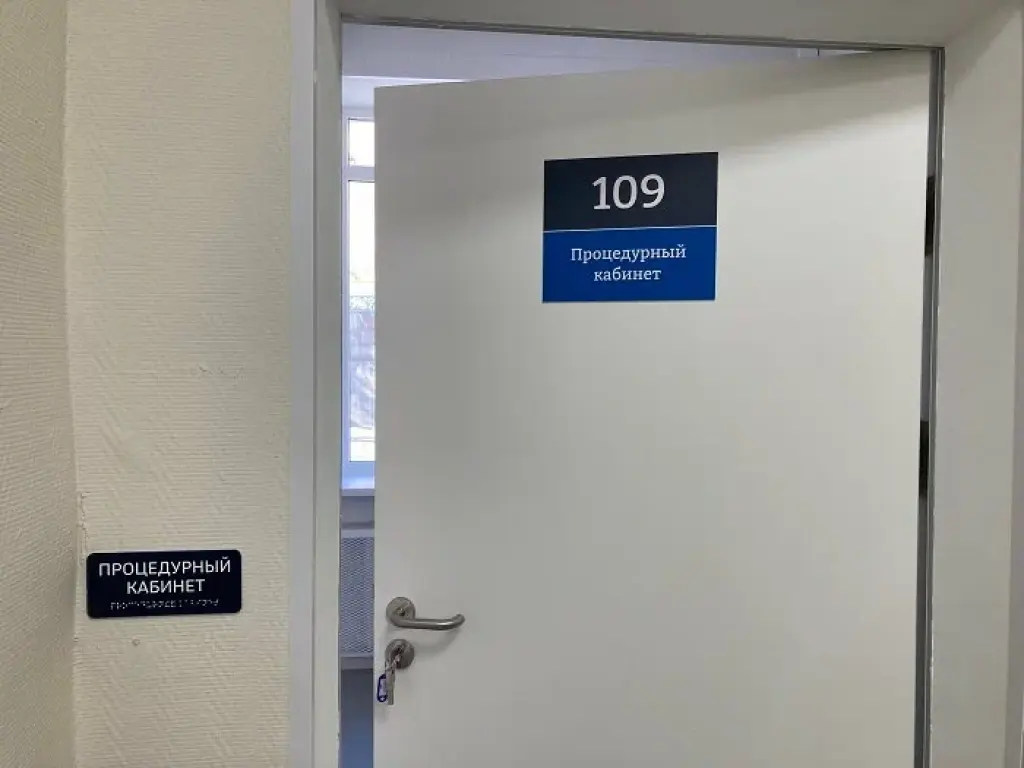 109
Процедурный
кабинет
ПРОЦЕДУРНЫЙ
КАБИНЕТ